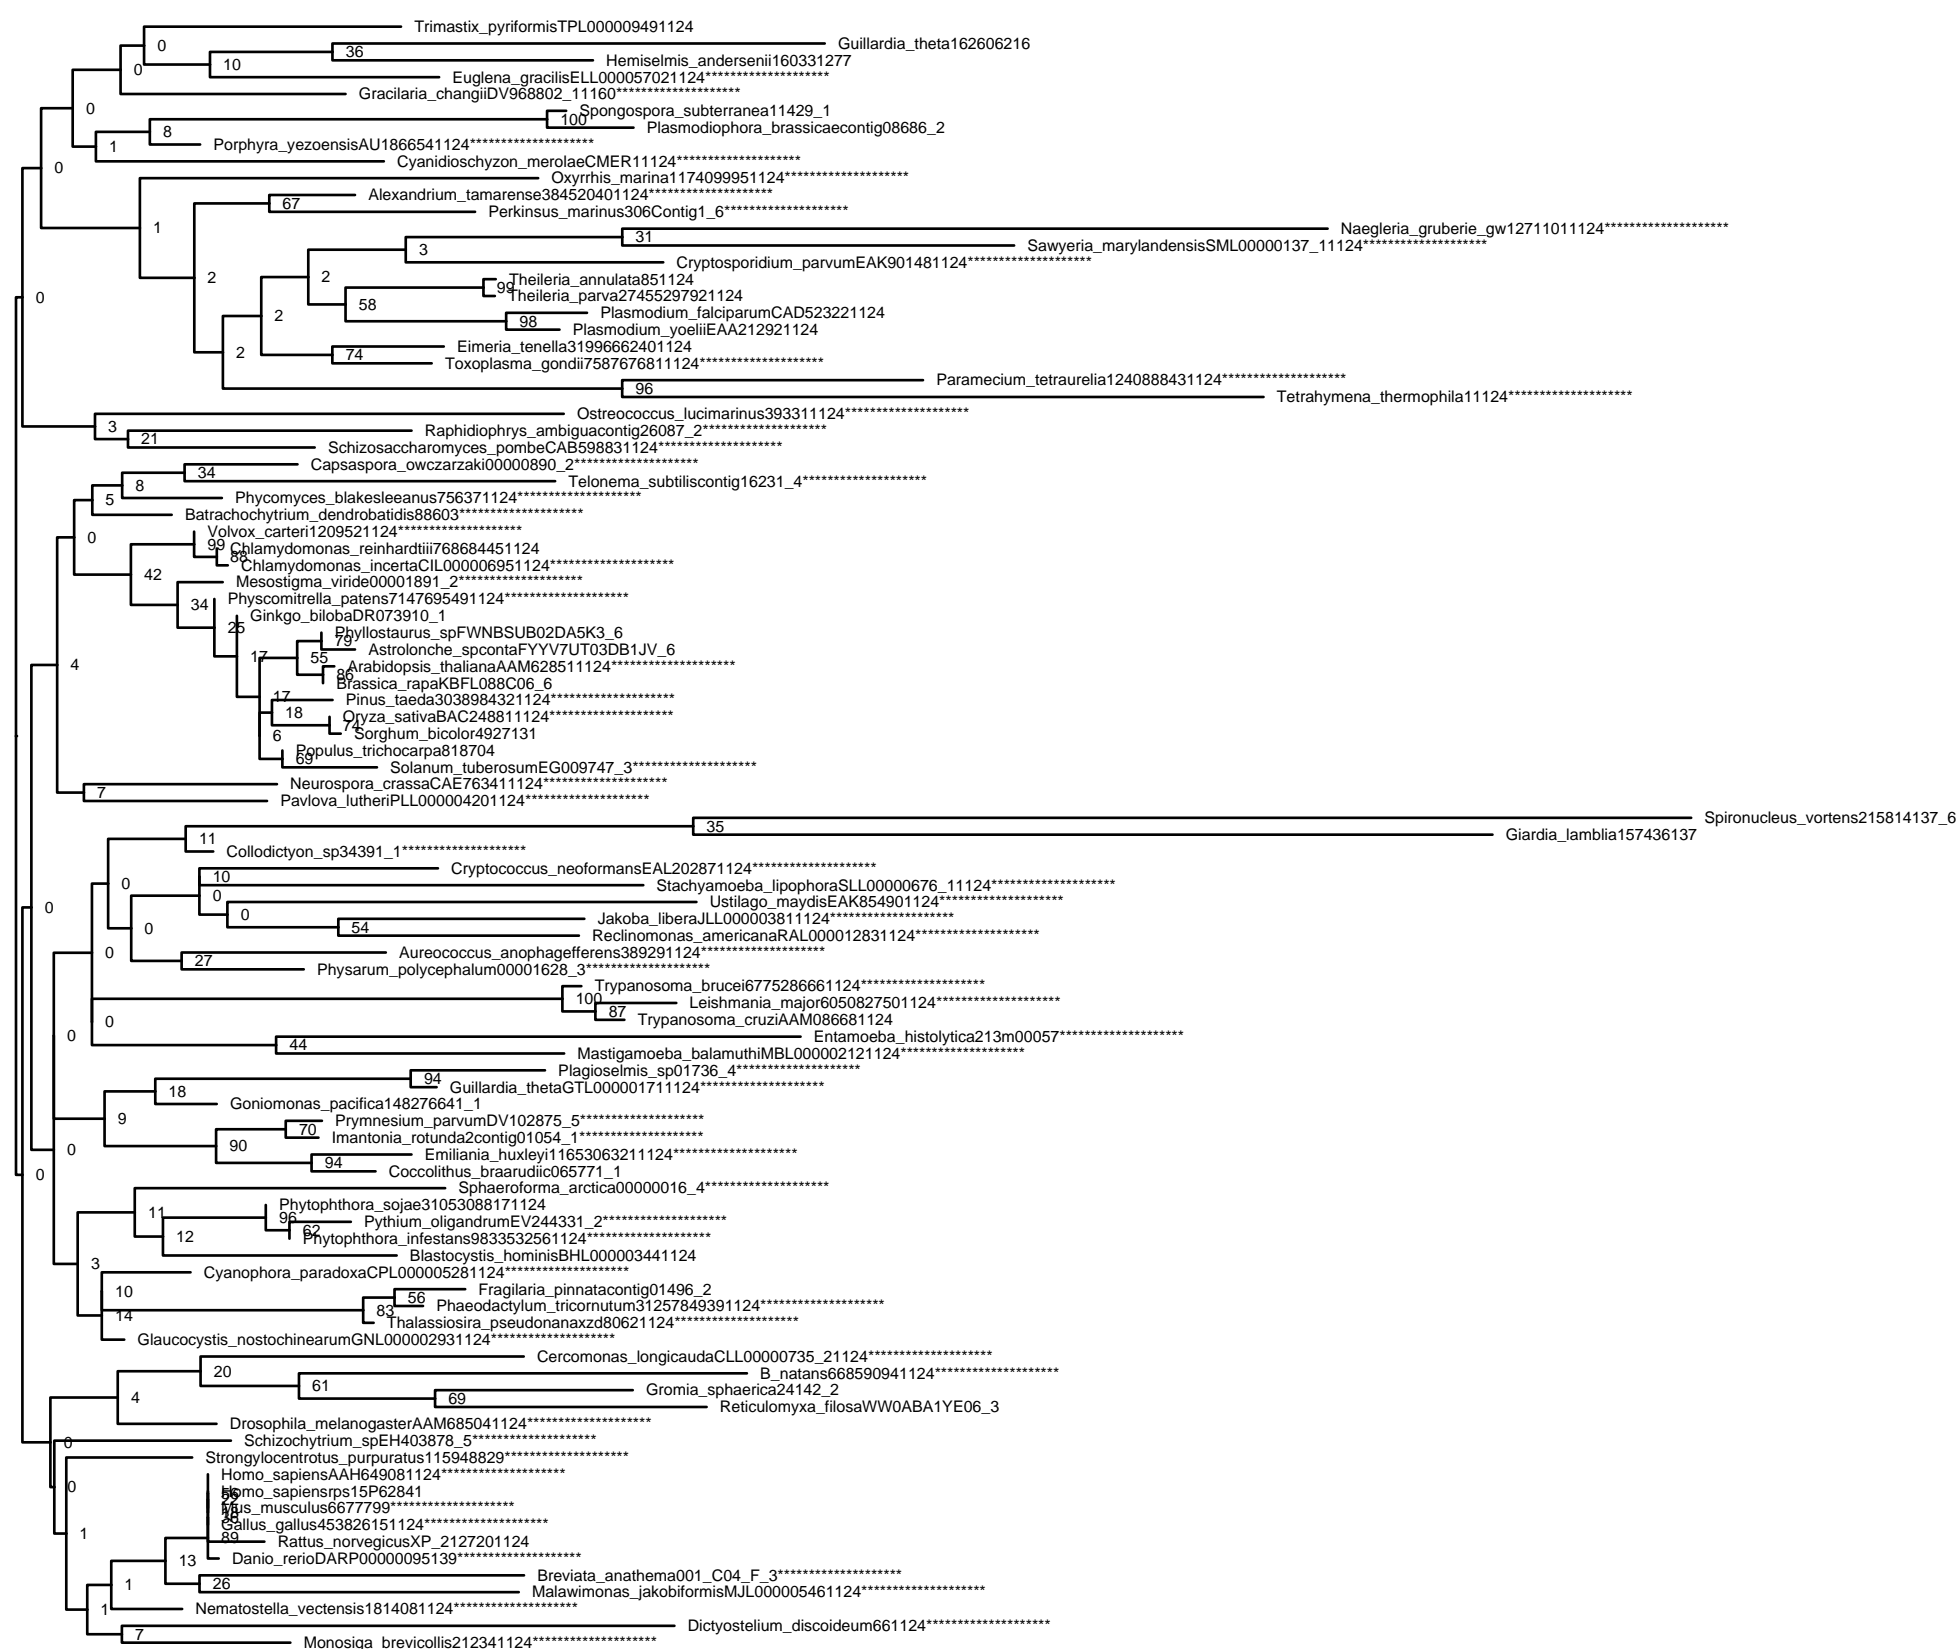 Trimastix_pyriformisTPL000009491124
0
36
Guillardia_theta162606216
10
Hemiselmis_andersenii160331277
0
Euglena_gracilisELL000057021124********************
Gracilaria_changiiDV968802_11160********************
0
Spongospora_subterranea11429_1
100
Plasmodiophora_brassicaecontig08686_2
8
Porphyra_yezoensisAU1866541124********************
1
Cyanidioschyzon_merolaeCMER11124********************
0
Oxyrrhis_marina1174099951124********************
Alexandrium_tamarense384520401124********************
67
Perkinsus_marinus306Contig1_6********************
1
Naegleria_gruberie_gw12711011124********************
31
Sawyeria_marylandensisSML00000137_11124********************
3
Cryptosporidium_parvumEAK901481124********************
2
2
Theileria_annulata851124
99
Theileria_parva27455297921124
58
Plasmodium_falciparumCAD523221124
98
Plasmodium_yoeliiEAA212921124
2
Eimeria_tenella31996662401124
74
Toxoplasma_gondii7587676811124********************
2
Paramecium_tetraurelia1240888431124********************
96
Tetrahymena_thermophila11124********************
0
Ostreococcus_lucimarinus393311124********************
3
Raphidiophrys_ambiguacontig26087_2********************
21
Schizosaccharomyces_pombeCAB598831124********************
Capsaspora_owczarzaki00000890_2********************
34
Telonema_subtiliscontig16231_4********************
8
Phycomyces_blakesleeanus756371124********************
5
Batrachochytrium_dendrobatidis88603********************
0
Volvox_carteri1209521124********************
99
Chlamydomonas_reinhardtiii768684451124
88
Chlamydomonas_incertaCIL000006951124********************
42
Mesostigma_viride00001891_2********************
34
Physcomitrella_patens7147695491124********************
25
Ginkgo_bilobaDR073910_1
17
Phyllostaurus_spFWNBSUB02DA5K3_6
79
Astrolonche_spcontaFYYV7UT03DB1JV_6
55
Arabidopsis_thalianaAAM628511124********************
86
Brassica_rapaKBFL088C06_6
17
Pinus_taeda3038984321124********************
18
Oryza_sativaBAC248811124********************
74
Sorghum_bicolor4927131
6
Populus_trichocarpa818704
69
Solanum_tuberosumEG009747_3********************
4
Neurospora_crassaCAE763411124********************
7
Pavlova_lutheriPLL000004201124********************
Spironucleus_vortens215814137_6
35
Giardia_lamblia157436137
11
Collodictyon_sp34391_1********************
0
Cryptococcus_neoformansEAL202871124********************
10
Stachyamoeba_lipophoraSLL00000676_11124********************
0
Ustilago_maydisEAK854901124********************
0
Jakoba_liberaJLL000003811124********************
54
Reclinomonas_americanaRAL000012831124********************
0
0
Aureococcus_anophagefferens389291124********************
27
Physarum_polycephalum00001628_3********************
0
Trypanosoma_brucei6775286661124********************
100
Leishmania_major6050827501124********************
87
Trypanosoma_cruziAAM086681124
0
0
Entamoeba_histolytica213m00057********************
44
Mastigamoeba_balamuthiMBL000002121124********************
Plagioselmis_sp01736_4********************
94
Guillardia_thetaGTL000001711124********************
18
Goniomonas_pacifica148276641_1
9
Prymnesium_parvumDV102875_5********************
70
Imantonia_rotunda2contig01054_1********************
90
Emiliania_huxleyi11653063211124********************
94
Coccolithus_braarudiic065771_1
0
0
Sphaeroforma_arctica00000016_4********************
11
Phytophthora_sojae31053088171124
96
Pythium_oligandrumEV244331_2********************
62
Phytophthora_infestans9833532561124********************
12
Blastocystis_hominisBHL000003441124
3
Cyanophora_paradoxaCPL000005281124********************
10
Fragilaria_pinnatacontig01496_2
56
Phaeodactylum_tricornutum31257849391124********************
83
14
Thalassiosira_pseudonanaxzd80621124********************
Glaucocystis_nostochinearumGNL000002931124********************
Cercomonas_longicaudaCLL00000735_21124********************
20
B_natans668590941124********************
61
Gromia_sphaerica24142_2
69
Reticulomyxa_filosaWW0ABA1YE06_3
4
Drosophila_melanogasterAAM685041124********************
0
Schizochytrium_spEH403878_5********************
Strongylocentrotus_purpuratus115948829********************
0
Homo_sapiensAAH649081124********************
Homo_sapiensrps15P62841
Mus_musculus6677799********************
Gallus_gallus453826151124********************
1
89
Rattus_norvegicusXP_2127201124
Danio_rerioDARP00000095139********************
13
Breviata_anathema001_C04_F_3********************
26
Malawimonas_jakobiformisMJL000005461124********************
1
Nematostella_vectensis1814081124********************
1
Dictyostelium_discoideum661124********************
7
Monosiga_brevicollis212341124********************